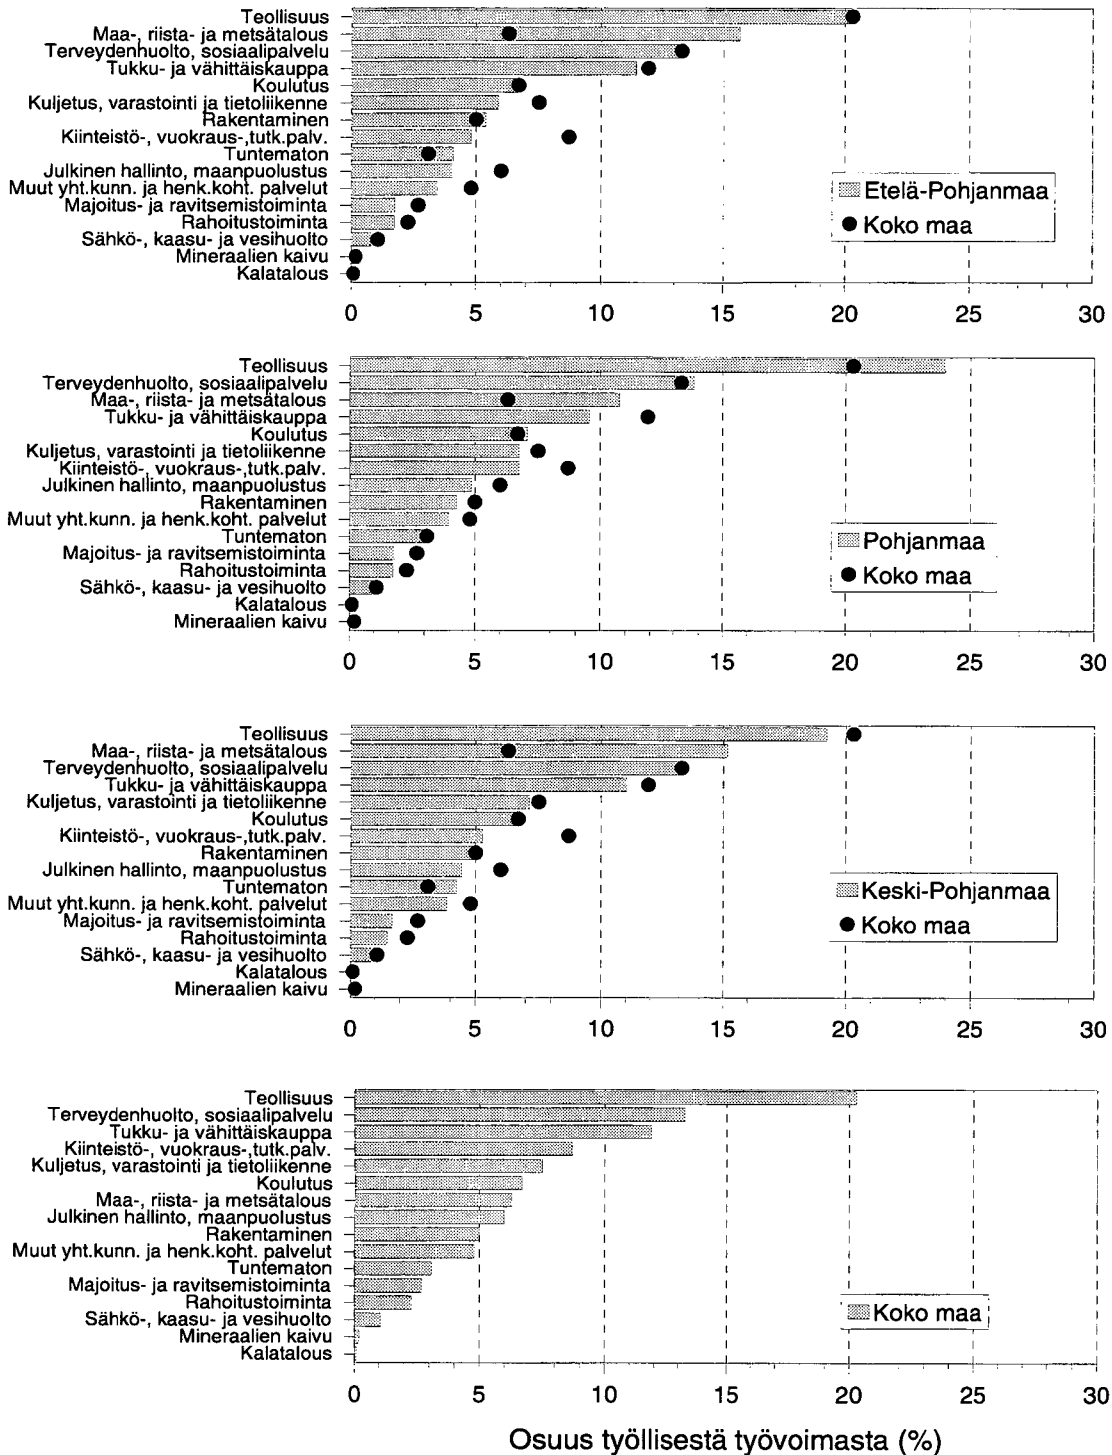 Teollisuus
Maa-, riista- ja metsätalous
Terveydenhuolto, sosiaalipalvelu
Tukku- ja vähittäiskauppa
Koulutus
Kuljetus, varastointi ja tietoliikenne
Rakentaminen
Kiinteistö-, vuokraus-,tutk.palv.
Tuntematon
Julkinen hallinto, maanpuolustus
Muut yht.kunn. ja henk.koht. palvelut
Majoitus- ja ravitsemistoiminta
Rahoitustoiminta
Sähkö-, kaasu- ja vesihuolto
Mineraalien kaivu
Kalatalous
Etelä-Pohjanmaa
Koko maa
0 5 10 15 20 25 30
Teollisuus
Terveydenhuolto, sosiaalipalvelu
Maa-, riista- ja metsätalous
Tukku- ja vähittäiskauppa
Koulutus
Kuljetus, varastointi ja tietoliikenne
Kiinteistö-, vuokraus-,tutk.palv.
Julkinen hallinto, maanpuolustus
Rakentaminen
Muut yht.kunn. ja henk.koht. palvelut
Tuntematon
Majoitus- ja ravitsemistoiminta
Rahoitustoiminta
Sähkö-, kaasu- ja vesihuolto
Kalatalous
Mineraalien kaivu
Pohjanmaa
Koko maa
0 5 10 15 20 25 30
Teollisuus
Maa-, riista- ja metsätalous
Terveydenhuolto, sosiaalipalvelu
Tukku- ja vähittäiskauppa
Kuljetus, varastointi ja tietoliikenne
Koulutus
Kiinteistö-, vuokraus-,tutk.palv.
Rakentaminen
Julkinen hallinto, maanpuolustus
Tuntematon
Muut yht.kunn. ja henk.koht. palvelut
Majoitus- ja ravitsemistoiminta
Rahoitustoiminta
Sähkö-, kaasu- ja vesihuolto
Kalatalous
Mineraalien kaivu
Keski-Pohjanmaa
Koko maa
0 5 10 15 20 25 30
Teollisuus
Terveydenhuolto, sosiaalipalvelu
Tukku- ja vähittäiskauppa
Kiinteistö-, vuokraus-,tutk.palv.
Kuljetus, varastointi ja tietoliikenne
Koulutus
Maa-, riista- ja metsätalous
Julkinen hallinto, maanpuolustus
Rakentaminen
Muut yht.kunn. ja henk.koht. palvelut
Tuntematon
Majoitus- ja ravitsemistoiminta
Rahoitustoiminta
Sähkö-, kaasu- ja vesihuolto
Mineraalien kaivu
Kalatalous
Koko maa
0 5 10 15 20 25 30
Osuus työllisestä työvoimasta (%)